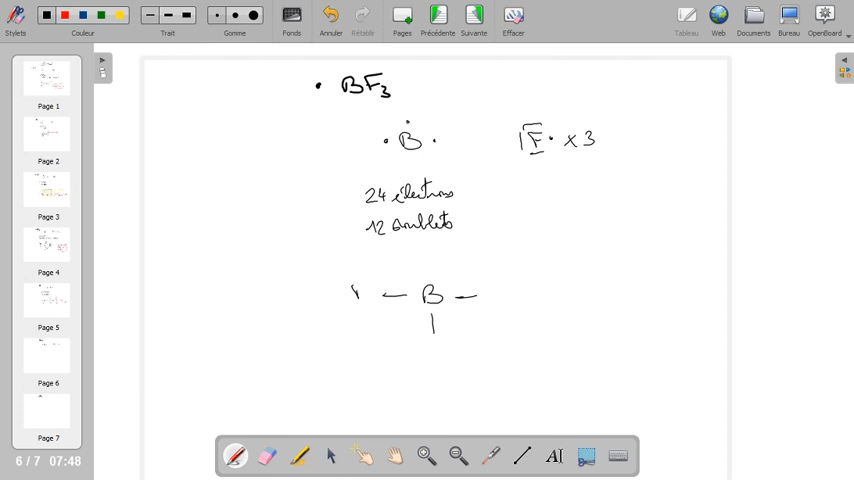 Stylets
Couleur
Trait
Gomme
Fonds
Annuler
Rétablir
Pages
Précédente
Suivante
Effacer
Tableau
Web
Documents
Bureau
OpenBoard
Page 1
Page 2
Page 3
Page 4
Page 5
Page 6
Page 7
6 / 7 07:48
• BF3
B
F x 3
24 électrons
12 doublets
B
AI